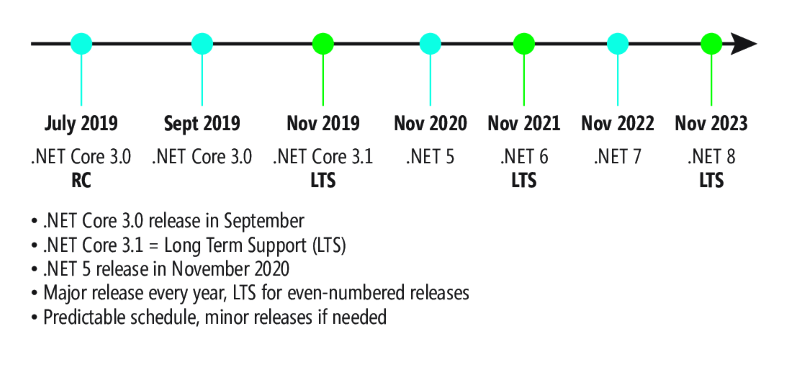 July 2019 Sept 2019 Nov 2019 Nov 2020 Nov 2021 Nov 2022 Nov 2023
.NET Core 3.0 .NET Core 3.0 .NET Core 3.1 .NET 5 .NET 6 .NET 7 .NET 8
RC LTS LTS LTS
• .NET Core 3.0 release in September
• .NET Core 3.1 = Long Term Support (LTS)
• .NET 5 release in November 2020
• Major release every year, LTS for even-numbered releases
• Predictable schedule, minor releases if needed